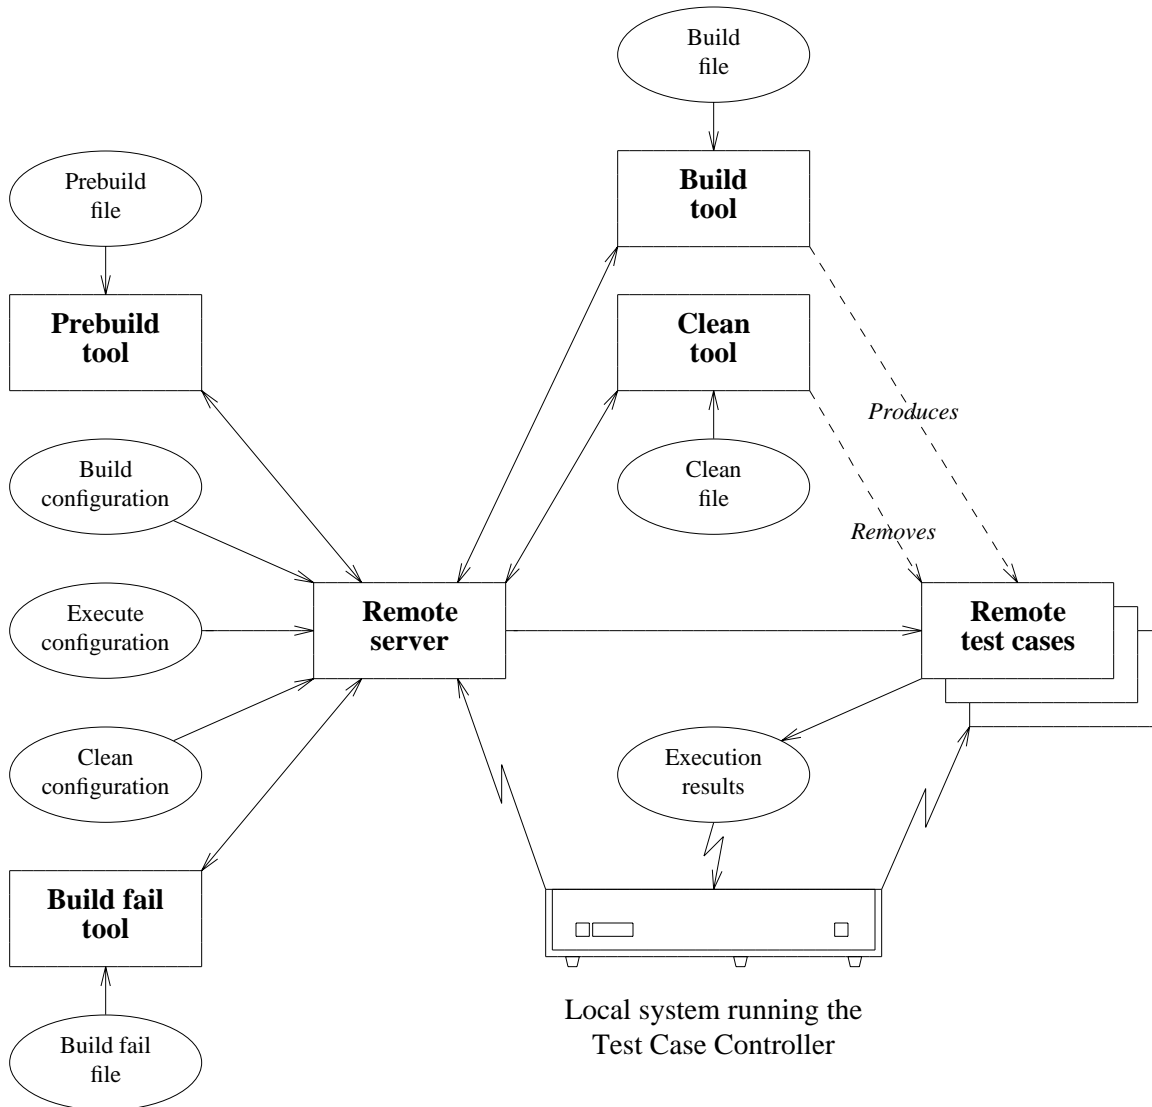 Build
file
Build
tool
Prebuild
file
Prebuild
tool
Clean
tool
Produces
Build
configuration
Clean
file
Removes
Execute
configuration
Remote
server
Remote
test cases
Clean
configuration
Execution
results
Build fail
tool
Local system running the
Test Case Controller
Build fail
file